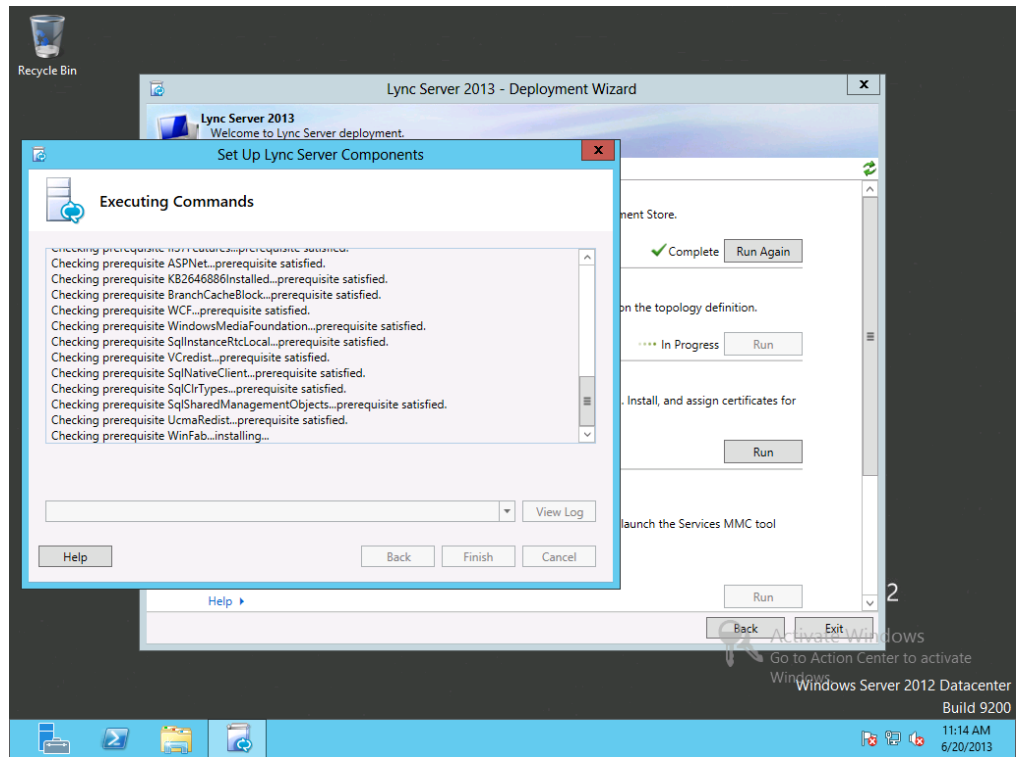 Recycle Bin
Lync Server 2013 - Deployment Wizard
x
Lync Server 2013
Welcome to Lync Server deployment.
Set Up Lync Server Components
x
Executing Commands
Checking prerequisite IIS7Features...prerequisite satisfied.
Checking prerequisite ASPNet...prerequisite satisfied.
Checking prerequisite KB2646886Installed...prerequisite satisfied.
Checking prerequisite BranchCacheBlock...prerequisite satisfied.
Checking prerequisite WCF...prerequisite satisfied.
Checking prerequisite WindowsMediaFoundation...prerequisite satisfied.
Checking prerequisite SqlInstanceRtcLocal...prerequisite satisfied.
Checking prerequisite VCredist...prerequisite satisfied.
Checking prerequisite SqlNativeClient...prerequisite satisfied.
Checking prerequisite SqlClrTypes...prerequisite satisfied.
Checking prerequisite SqlSharedManagementObjects...prerequisite satisfied.
Checking prerequisite UcmaRedist...prerequisite satisfied.
Checking prerequisite WinFab...installing...
View Log
Help
Back
Finish
Cancel
ment Store.
Complete
Run Again
on the topology definition.
In Progress
Run
. Install, and assign certificates for
Run
launch the Services MMC tool
Run
Help
Back
Exit
2
Activate Windows
Go to Action Center to activate
Windows.
Windows Server 2012 Datacenter
Build 9200
11:14 AM
6/20/2013